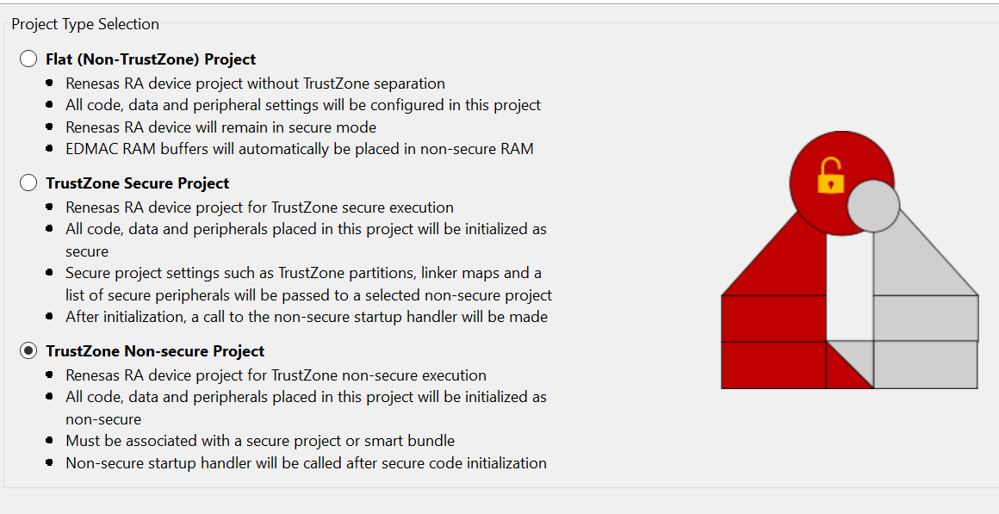 Project Type Selection
Flat (Non-TrustZone) Project
Renesas RA device project without TrustZone separation
All code, data and peripheral settings will be configured in this project
Renesas RA device will remain in secure mode
EDMAC RAM buffers will automatically be placed in non-secure RAM
TrustZone Secure Project
Renesas RA device project for TrustZone secure execution
All code, data and peripherals placed in this project will be initialized as
secure
Secure project settings such as TrustZone partitions, linker maps and a
list of secure peripherals will be passed to a selected non-secure project
After initialization, a call to the non-secure startup handler will be made
TrustZone Non-secure Project
Renesas RA device project for TrustZone non-secure execution
All code, data and peripherals placed in this project will be initialized as
non-secure
Must be associated with a secure project or smart bundle
Non-secure startup handler will be called after secure code initialization